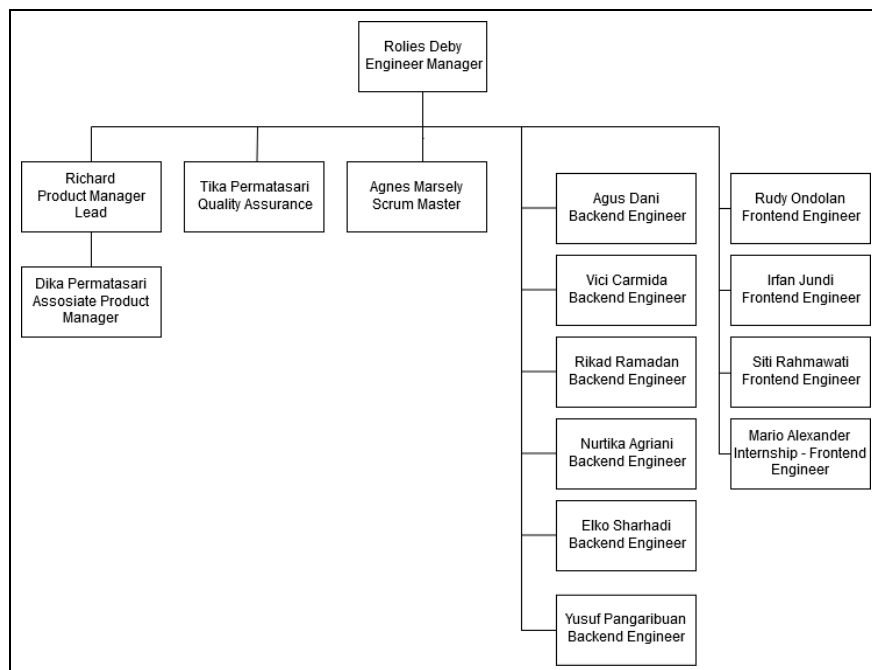 Rolies Deby
Engineer Manager
Richard
Product Manager
Lead
Tika Permatasari
Quality Assurance
Agnes Marsely
Scrum Master
Dika Permatasari
Assosiate Product
Manager
Agus Dani
Backend Engineer
Vici Carmida
Backend Engineer
Rikad Ramadan
Backend Engineer
Nurtika Agriani
Backend Engineer
Elko Sharhadi
Backend Engineer
Yusuf Pangaribuan
Backend Engineer
Rudy Ondolan
Frontend Engineer
Irfan Jundi
Frontend Engineer
Siti Rahmawati
Frontend Engineer
Mario Alexander
Internship - Frontend
Engineer